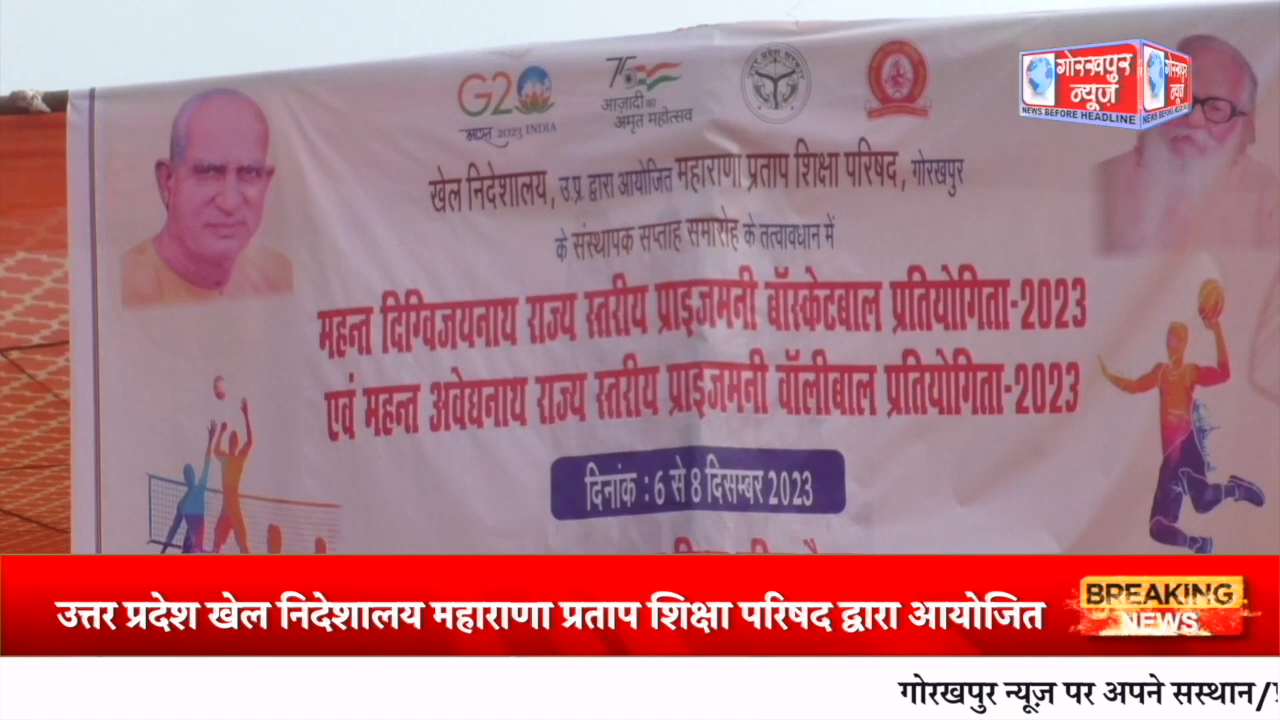 G20
भारत 2023 INDIA
75
आज़ादी का
अमृत महोत्सव
गोरखपुर
न्यूज़
NEWS BEFORE HEADLINE
खेल निदेशालय, उ.प्र. द्वारा आयोजित महाराणा प्रताप शिक्षा परिषद, गोरखपुर
के संस्थापक सप्ताह समारोह के तत्वावधान में
महन्त दिग्विजयनाथ राज्य स्तरीय प्राइजमनी बॉस्केटबाल प्रतियोगिता-2023
एवं महन्त अवेद्यनाथ राज्य स्तरीय प्राइजमनी वॉलीबाल प्रतियोगिता-2023
दिनांक : 6 से 8 दिसम्बर 2023
उत्तर प्रदेश खेल निदेशालय महाराणा प्रताप शिक्षा परिषद द्वारा आयोजित
BREAKING
NEWS
गोरखपुर न्यूज़ पर अपने सस्थान/